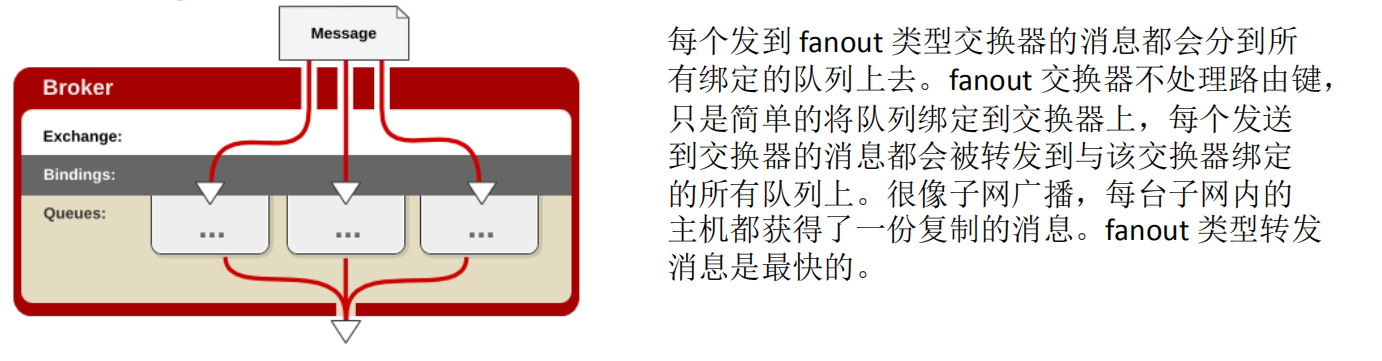 Message
Broker
Exchange:
Bindings:
Queues:
...
...
...
每个发到 fanout 类型交换器的消息都会分到所
有绑定的队列上去。fanout 交换器不处理路由键，
只是简单的将队列绑定到交换器上，每个发送
到交换器的消息都会被转发到与该交换器绑定
的所有队列上。很像子网广播，每台子网内的
主机都获得了一份复制的消息。fanout 类型转发
消息是最快的。